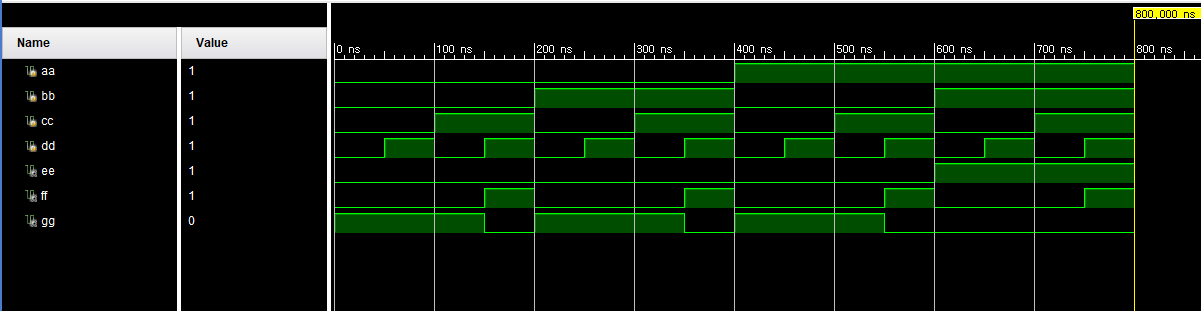 800,000 ns
Name Value
0 ns 100 ns 200 ns 300 ns 400 ns 500 ns 600 ns 700 ns 800 ns
aa 1
bb 1
cc 1
dd 1
ee 1
ff 1
gg 0